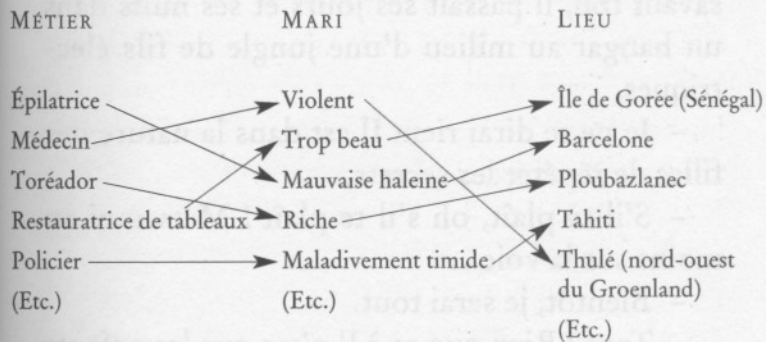 MÉTIER MARI LIEU
Épilatrice Violent Île de Gorée (Sénégal)
Médecin Trop beau Barcelone
Toréador Mauvaise haleine Ploubazlanec
Restauratrice de tableaux Riche Tahiti
Policier Maladivement timide Thulé (nord-ouest
du Groenland)
(Etc.) (Etc.)
(Etc.)